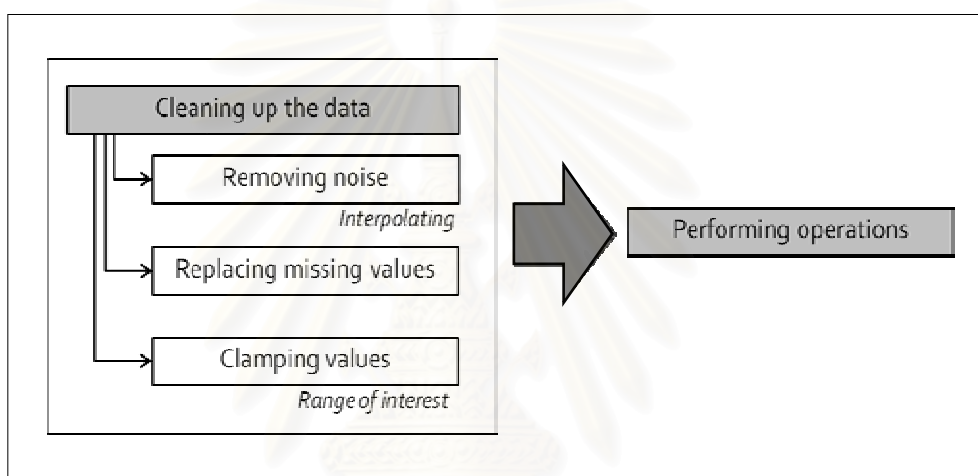 Cleaning up the data
Removing noise
Interpolating
Replacing missing values
Clamping values
Range of interest
Performing operations